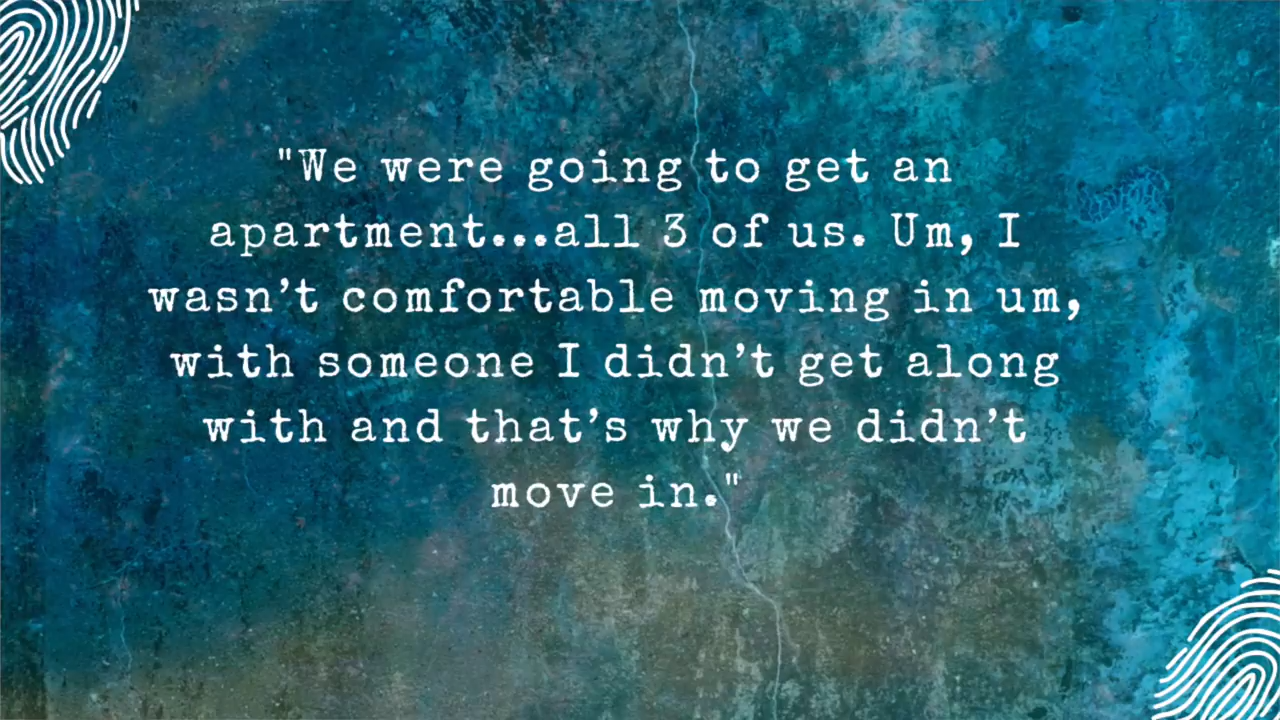 "We were going to get an
apartment...all 3 of us. Um, I
wasn’t comfortable moving in um,
with someone I didn’t get along
with and that’s why we didn’t
move in."